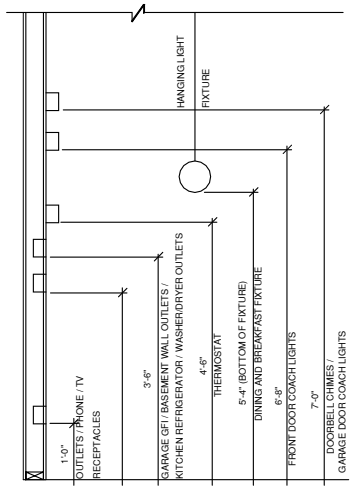 HANGING LIGHT
FIXTURE
1'-0"
OUTLETS / PHONE / TV
RECEPTACLES
3'-6"
GARAGE GFI / BASEMENT WALL OUTLETS /
KITCHEN REFRIGERATOR / WASHER/DRYER OUTLETS
4'-6"
THERMOSTAT
5'-4" (BOTTOM OF FIXTURE)
DINING AND BREAKFAST FIXTURE
6'-8"
FRONT DOOR COACH LIGHTS
7'-0"
DOORBELL CHIMES /
GARAGE DOOR COACH LIGHTS